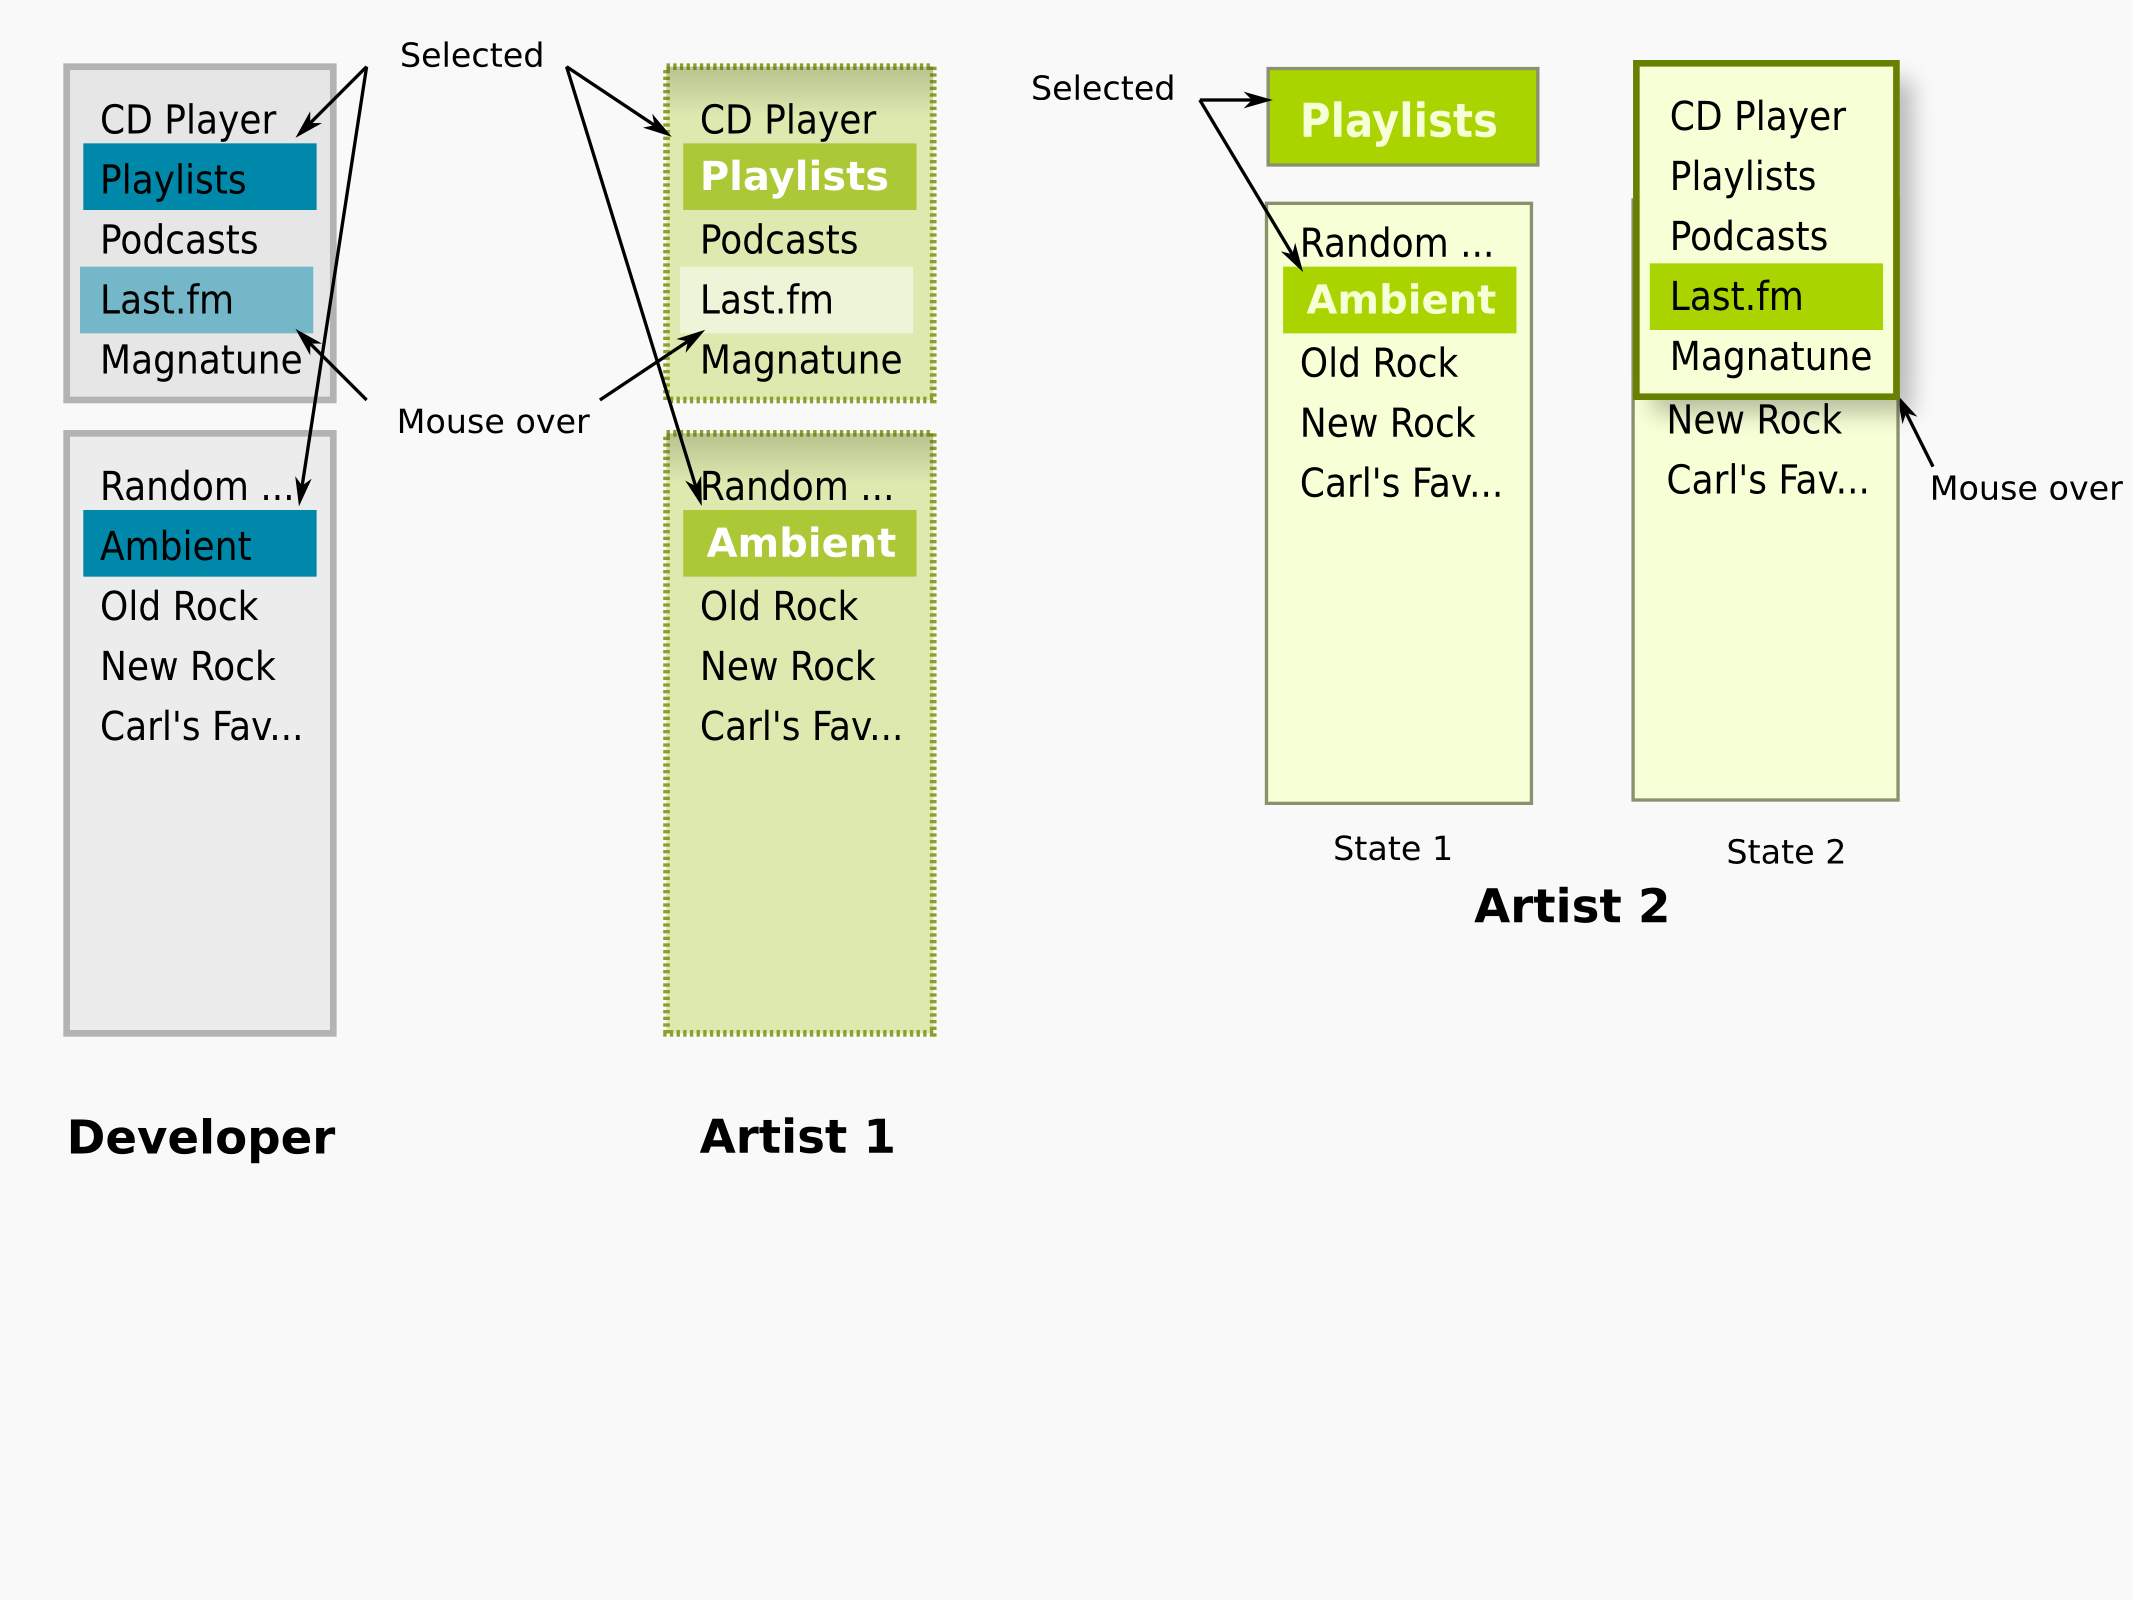 Selected
CD Player
Playlists
Podcasts
Last.fm
Magnatune
Mouse over
Random ...
Ambient
Old Rock
New Rock
Carl's Fav...
Developer
CD Player
Playlists
Podcasts
Last.fm
Magnatune
Random ...
Ambient
Old Rock
New Rock
Carl's Fav...
Artist 1
Selected
Playlists
Random ...
Ambient
Old Rock
New Rock
Carl's Fav...
State 1
CD Player
Playlists
Podcasts
Last.fm
Magnatune
New Rock
Carl's Fav...
Mouse over
State 2
Artist 2